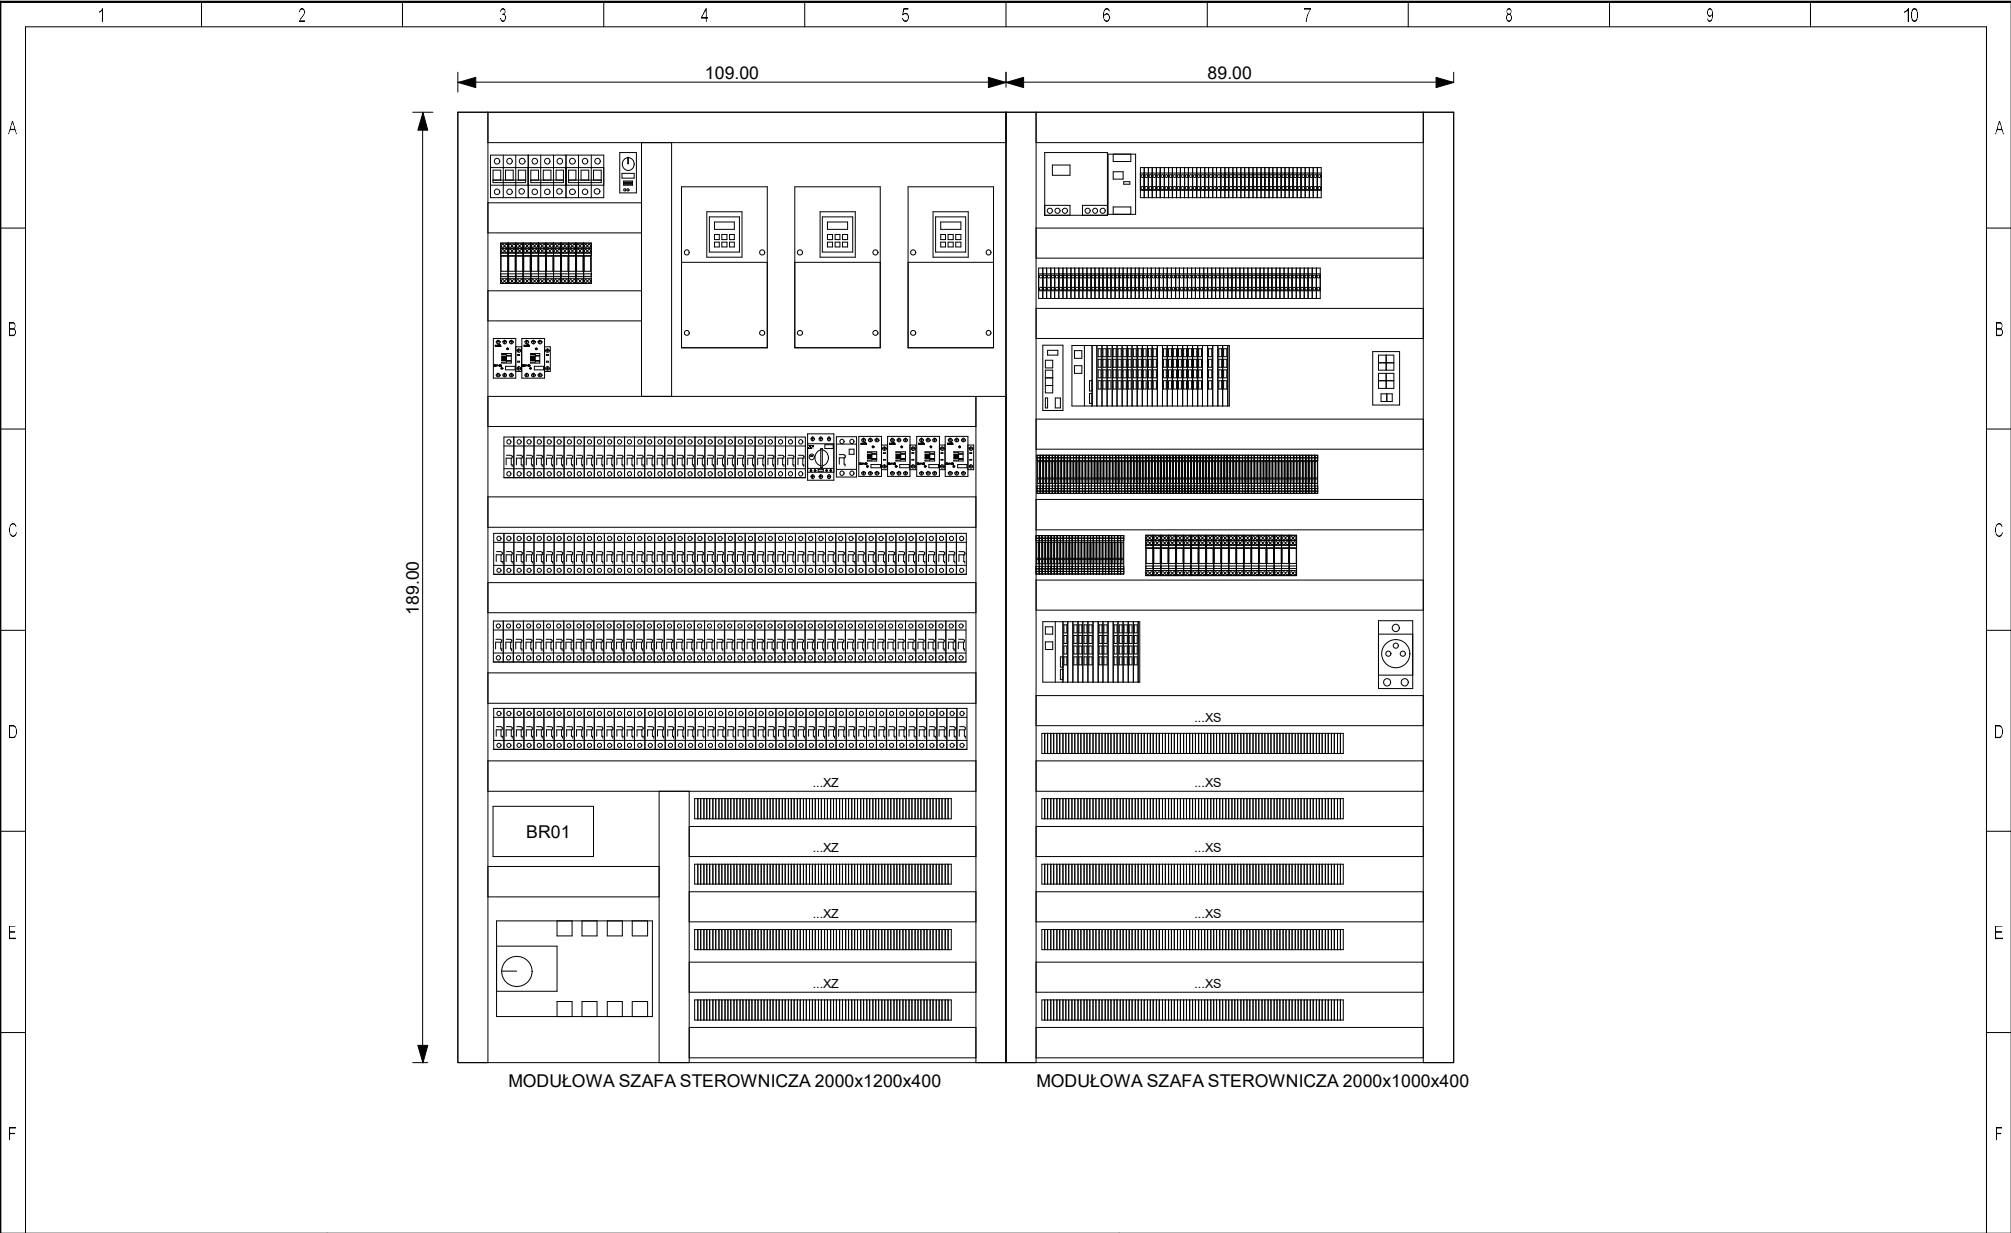 1 2 3 4 5 6 7 8 9 10
109.00 89.00
A A
B B
189.00
C C
...XS
D D
...XZ ...XS
BR01
...XZ ...XS
...XZ ...XS
E E
...XZ ...XS
MODUŁOWA SZAFA STEROWNICZA 2000x1200x400 MODUŁOWA SZAFA STEROWNICZA 2000x1000x400
F F